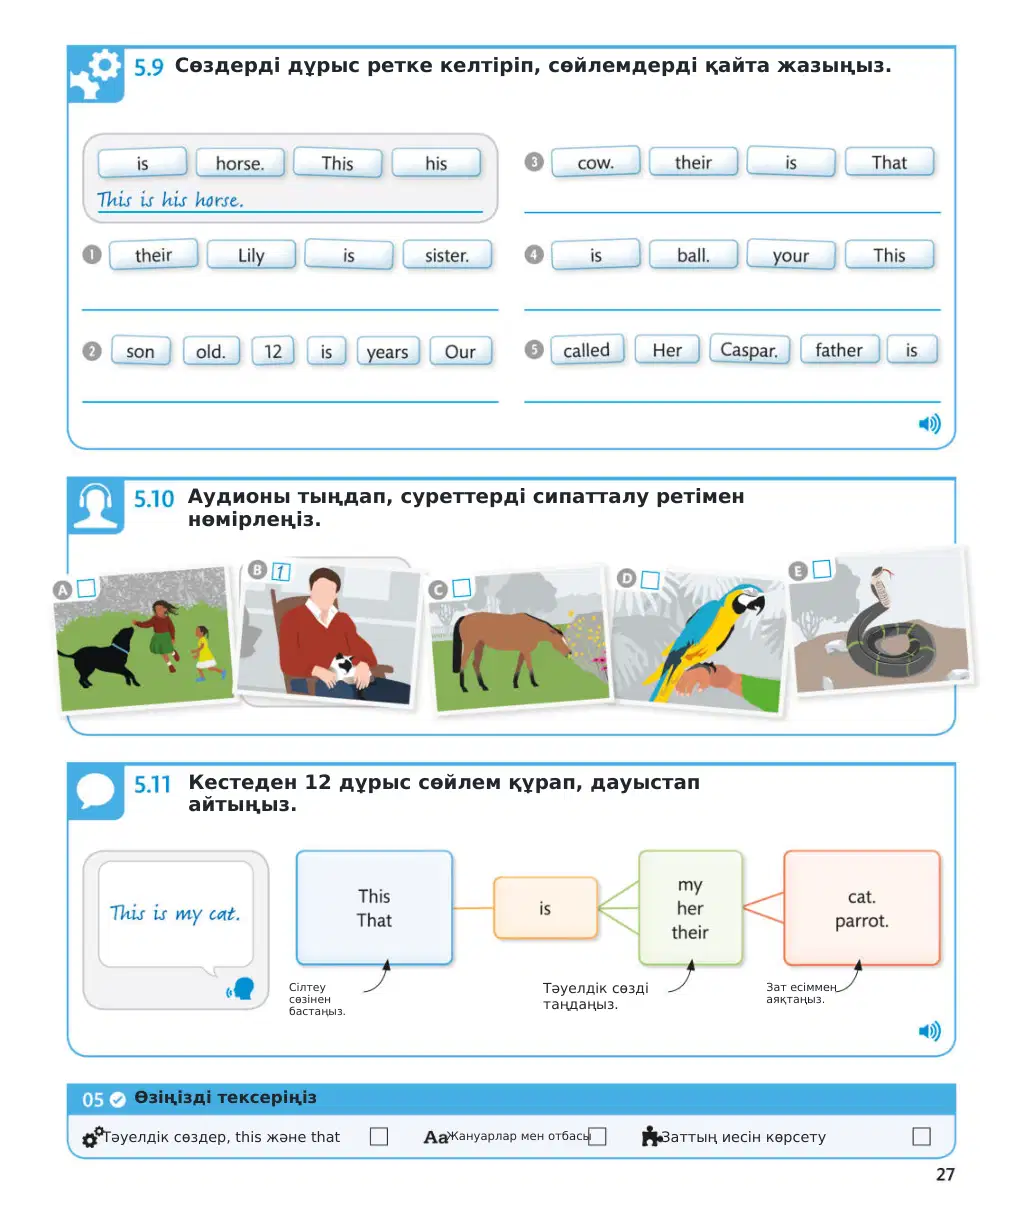 5.9 Сөздерді дұрыс ретке келтіріп, сөйлемдерді қайта жазыңыз.
is horse. This his
This is his horse.
1 their Lily is sister.
2 son old. 12 is years Our
3 cow. their is That
4 is ball. your This
5 called Her Caspar. father is
5.10 Аудионы тыңдап, суреттерді сипатталу ретімен
нөмірлеңіз.
A
B 1
C
D
E
5.11 Кестеден 12 дұрыс сөйлем құрап, дауыстап
айтыңыз.
This is my cat.
This
That
is
my
her
their
cat.
parrot.
Сілтеу
сөзінен
бастаңыз.
Тәуелдік сөзді
таңдаңыз.
Зат есіммен
аяқтаңыз.
05 Өзіңізді тексеріңіз
Тәуелдік сөздер, this және that
Aa Жануарлар мен отбасы
Заттың иесін көрсету
27